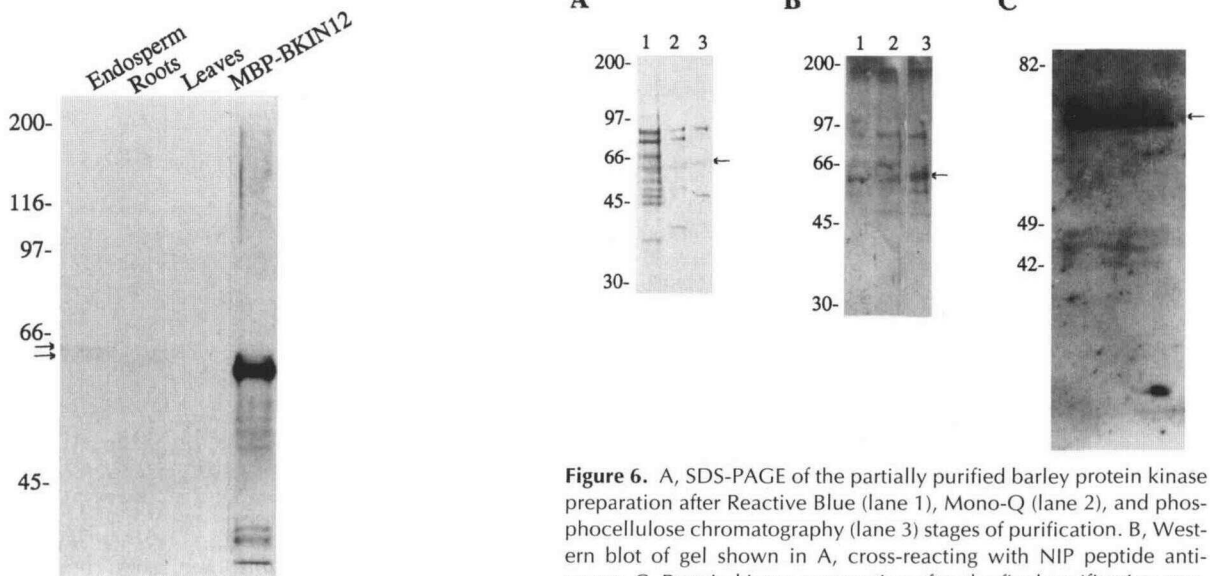 Endosperm
Roots
Leaves
MBP-BKIN12
200-
116-
97-
66-
45-
A
B
C
1 2 3
200-
97-
66-
45-
30-
1 2 3
200-
97-
66-
45-
30-
82-
49-
42-
Figure 6. A, SDS-PAGE of the partially purified barley protein kinase
preparation after Reactive Blue (lane 1), Mono-Q (lane 2), and phos-
phocellulose chromatography (lane 3) stages of purification. B, West-
ern blot of gel shown in A, cross-reacting with NIP peptide anti-